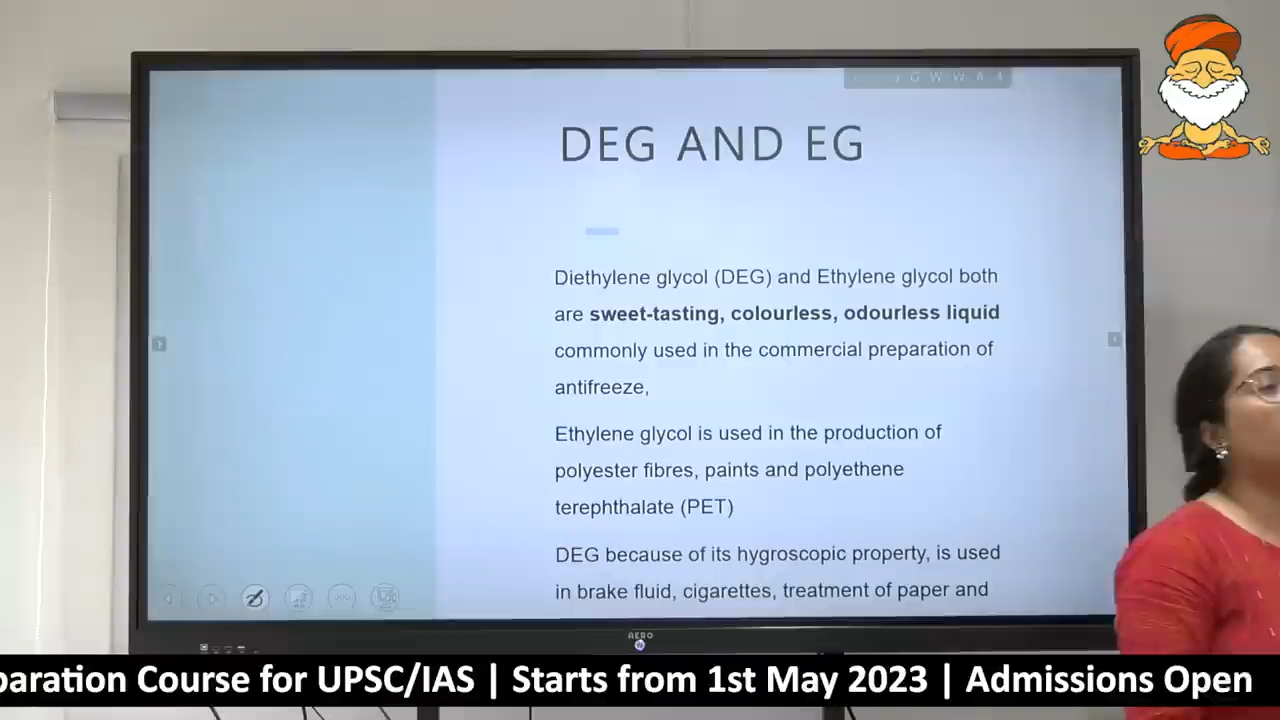 DEG AND EG
Diethylene glycol (DEG) and Ethylene glycol both
are sweet-tasting, colourless, odourless liquid
commonly used in the commercial preparation of
antifreeze,
Ethylene glycol is used in the production of
polyester fibres, paints and polyethene
terephthalate (PET)
DEG because of its hygroscopic property, is used
in brake fluid, cigarettes, treatment of paper and
AERO
paration Course for UPSC/IAS | Starts from 1st May 2023 | Admissions Open